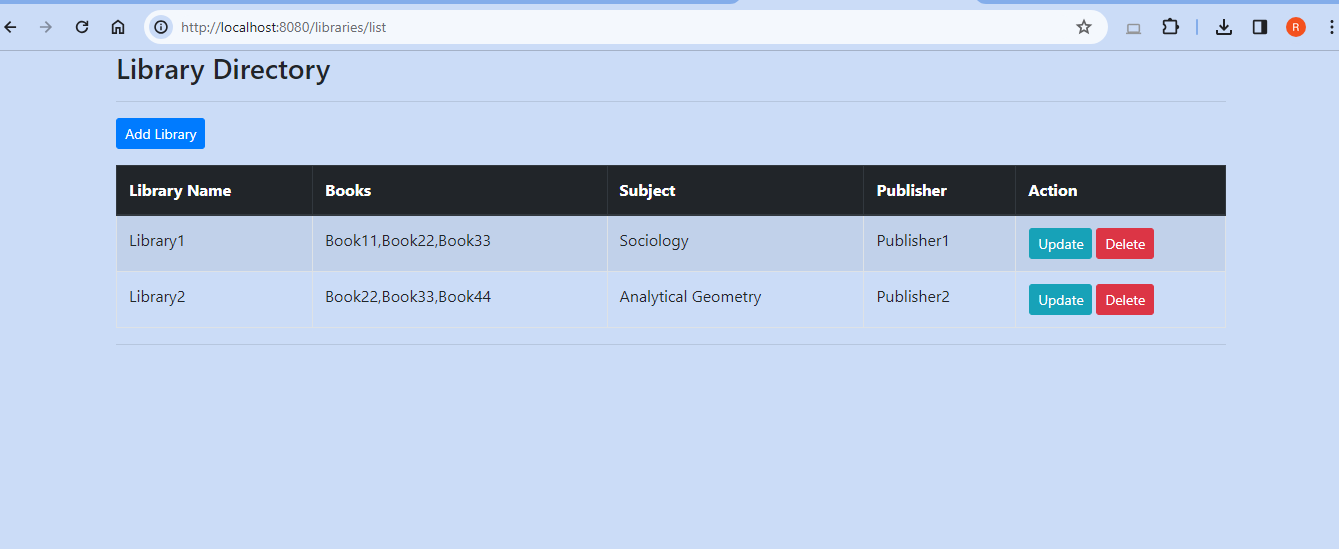 http://localhost:8080/libraries/list
R
Library Directory
Add Library
Library Name Books Subject Publisher Action
Library1 Book11,Book22,Book33 Sociology Publisher1 Update Delete
Library2 Book22,Book33,Book44 Analytical Geometry Publisher2 Update Delete